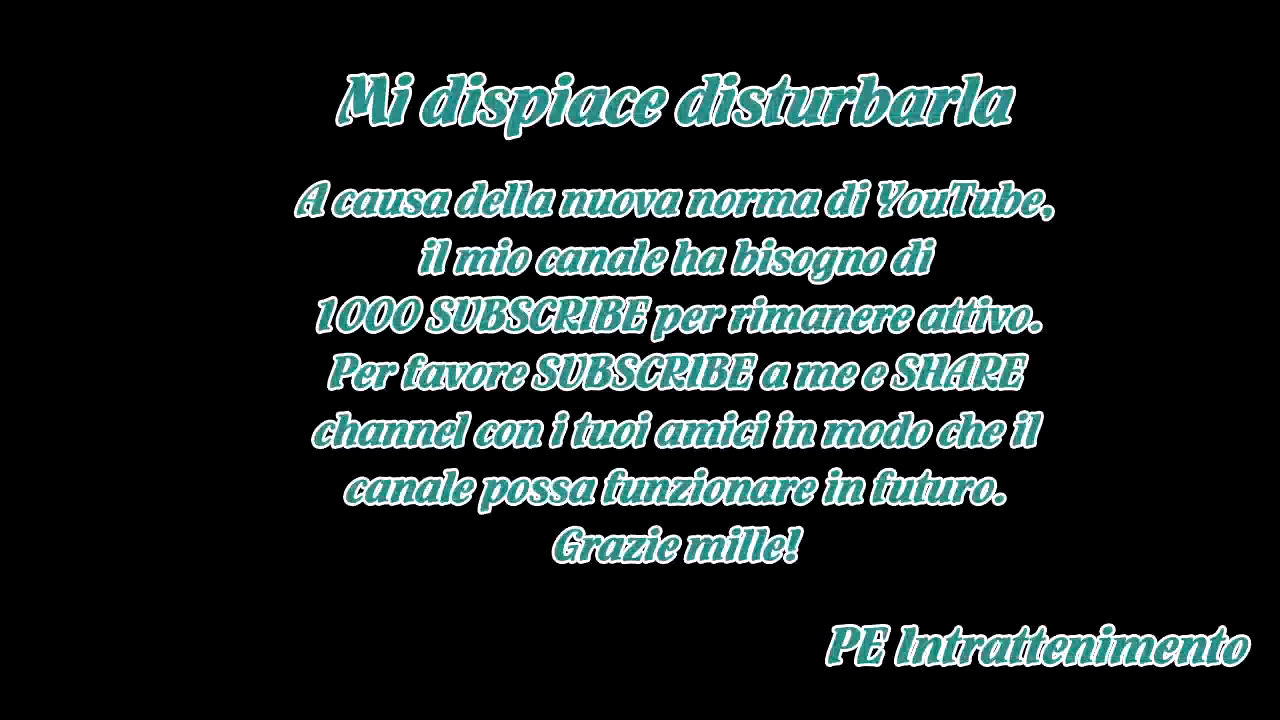 Mi dispiace disturbarla
A causa della nuova norma di YouTube,
il mio canale ha bisogno di
1000 SUBSCRIBE per rimanere attivo.
Per favore SUBSCRIBE a me e SHARE
channel con i tuoi amici in modo che il
canale possa funzionare in futuro.
Grazie mille!
PE Intrattenimento